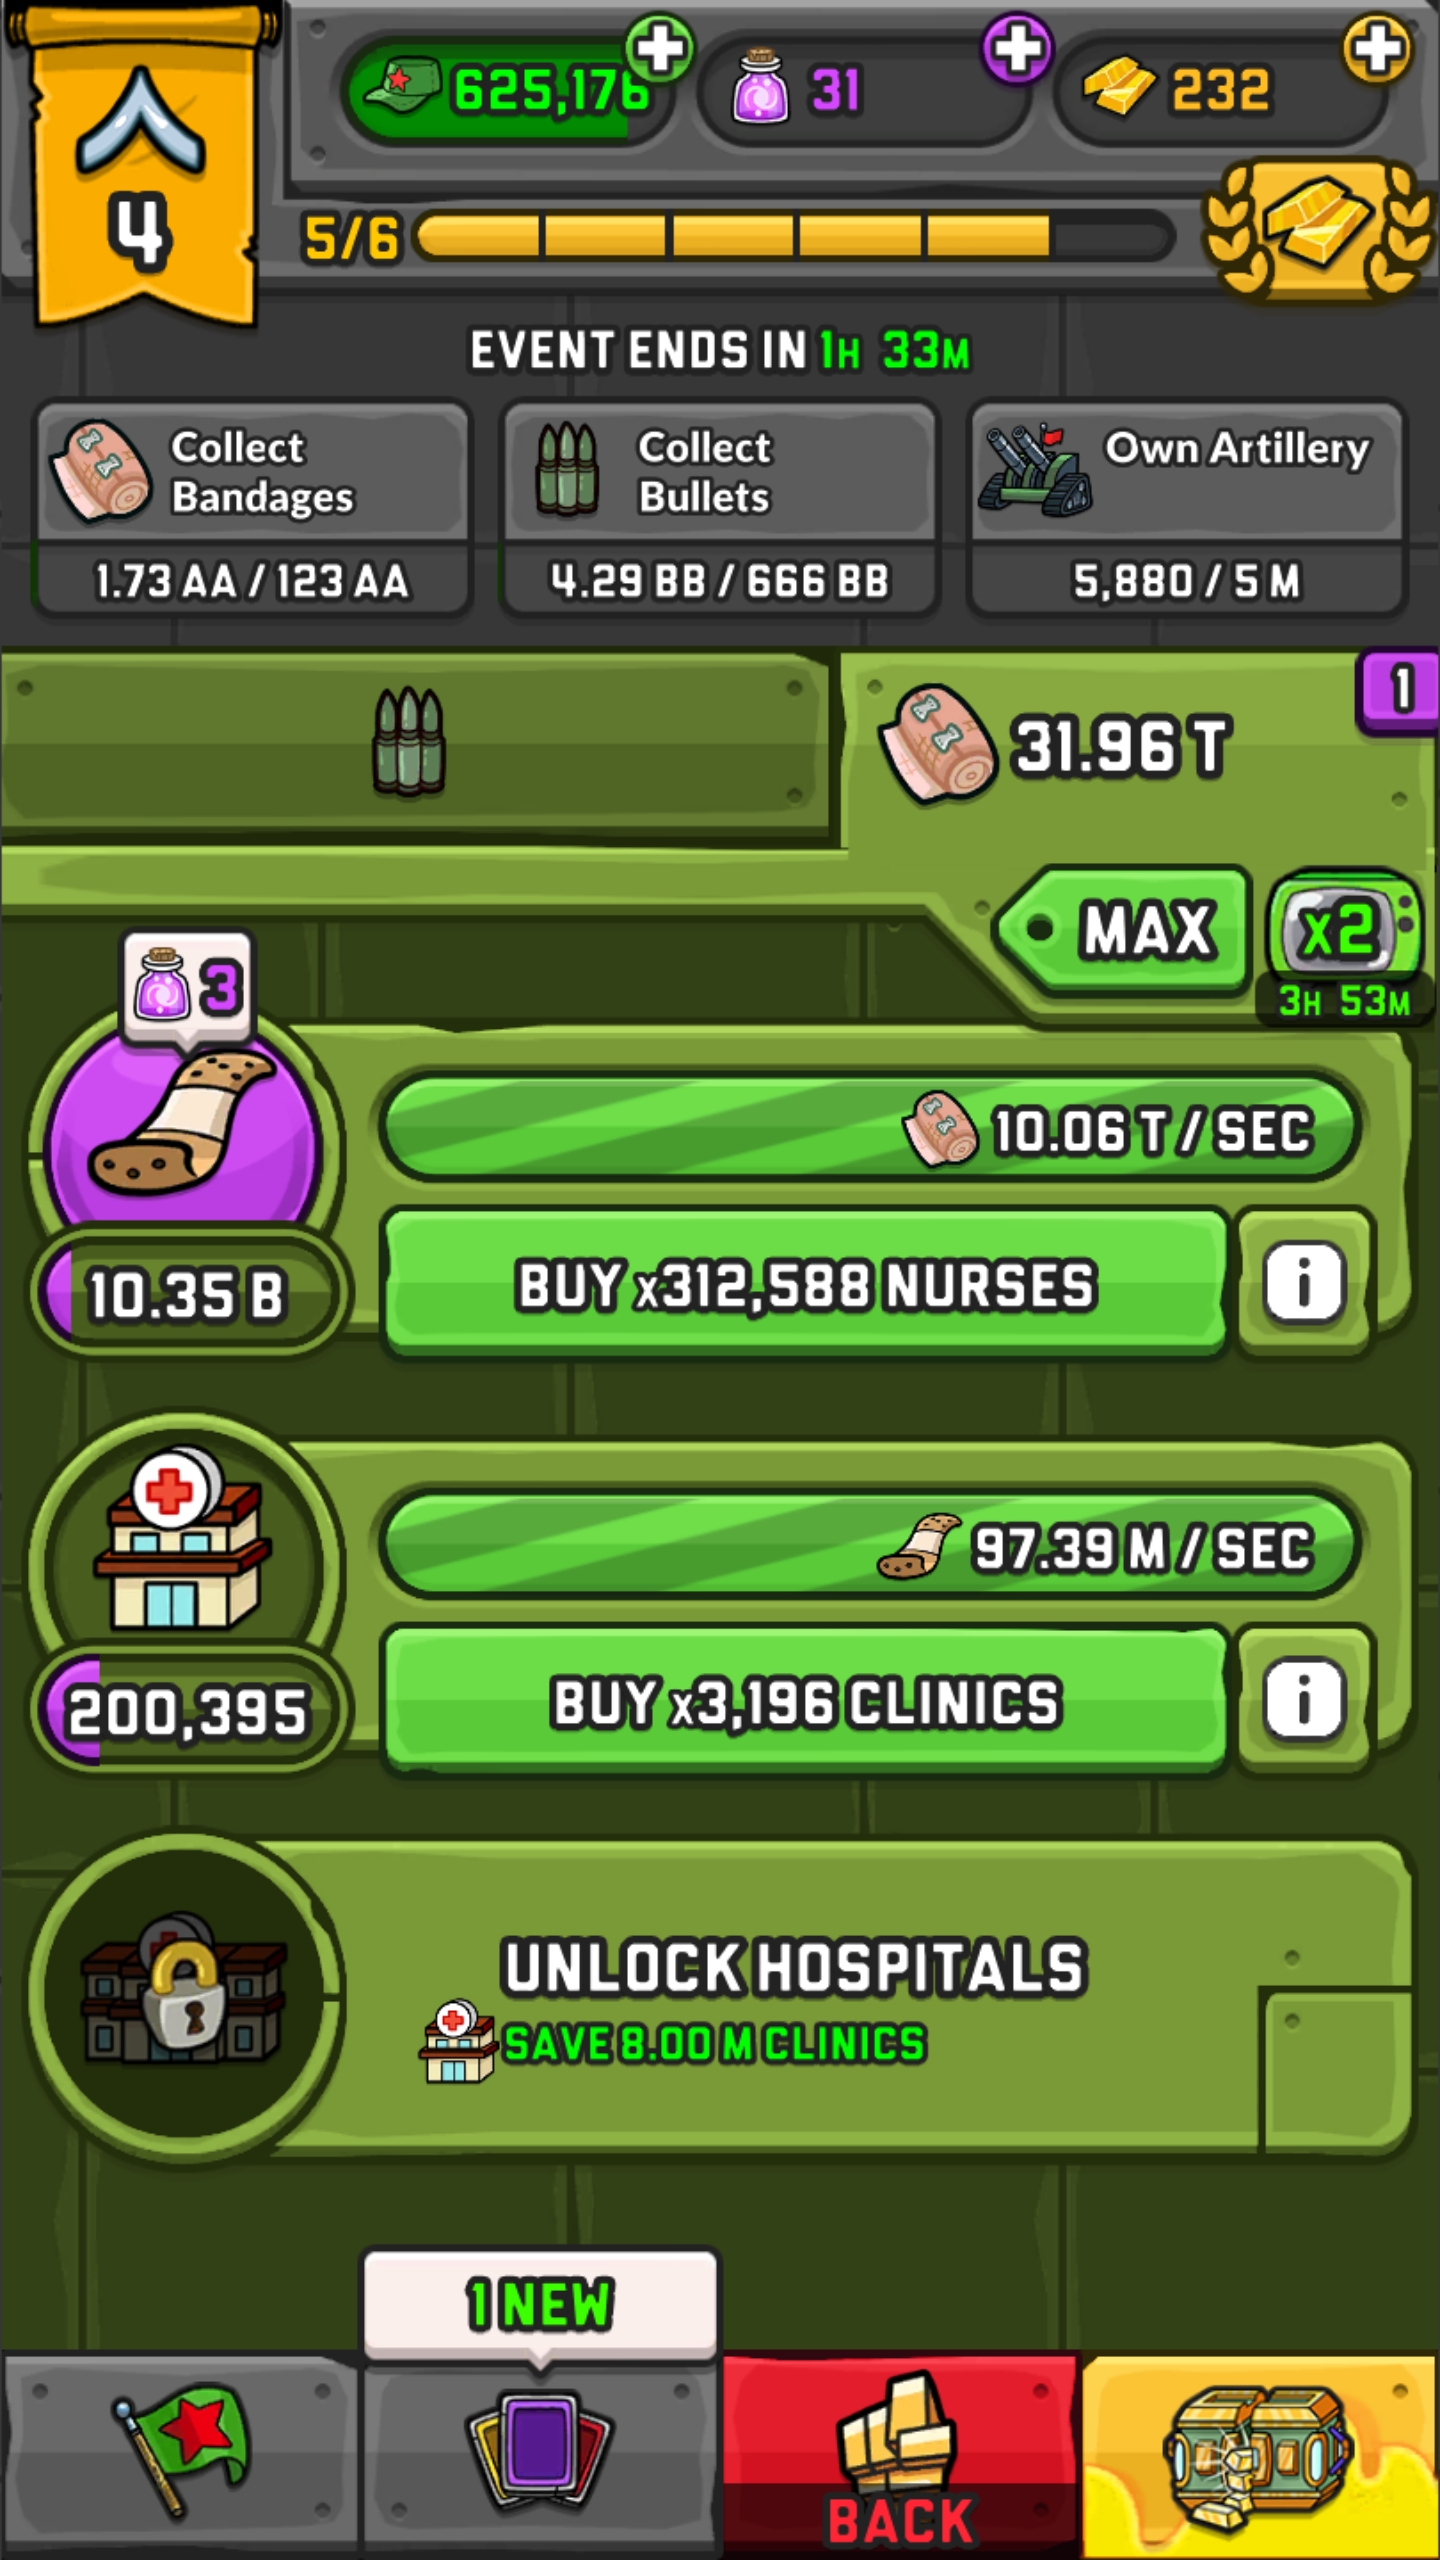 625,176
31
232
4
5/6
EVENT ENDS IN 1H 33M
Collect
Bandages
1.73 AA / 123 AA
Collect
Bullets
4.29 BB / 666 BB
Own Artillery
5,880 / 5 M
31.96 T
1
MAX
x2
3H 53M
3
10.06 T / SEC
10.35 B
BUY x312,588 NURSES
i
97.39 M / SEC
200,395
BUY x3,196 CLINICS
i
UNLOCK HOSPITALS
SAVE 8.00 M CLINICS
1 NEW
BACK